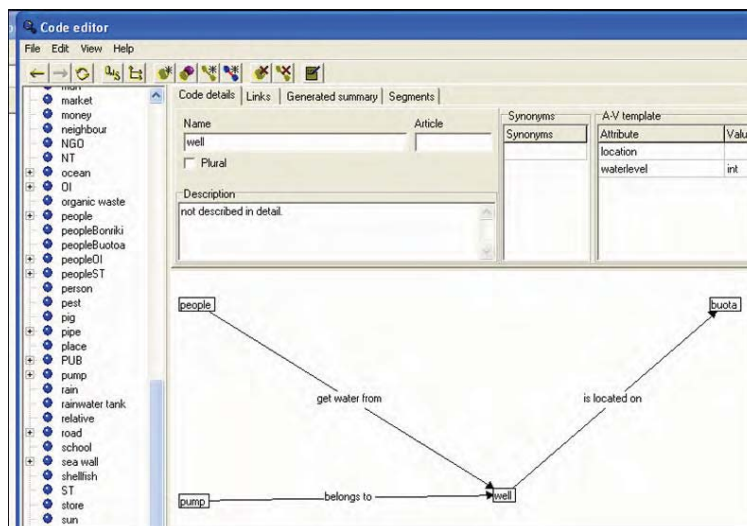 Code editor
File Edit View Help
market
money
neighbour
NGO
NT
ocean
OI
organic waste
people
peopleBonriki
peopleBuotoa
peopleOI
peopleST
person
pest
pig
pipe
place
PUB
pump
rain
rainwater tank
relative
road
school
sea wall
shellfish
ST
store
sun
Code details Links Generated summary Segments
Name Article
well
Plural
Description
not described in detail.
Synonyms
Synonyms
A-V template
Attribute Valu
location
waterlevel int
people
buota
get water from
is located on
pump
belongs to
well